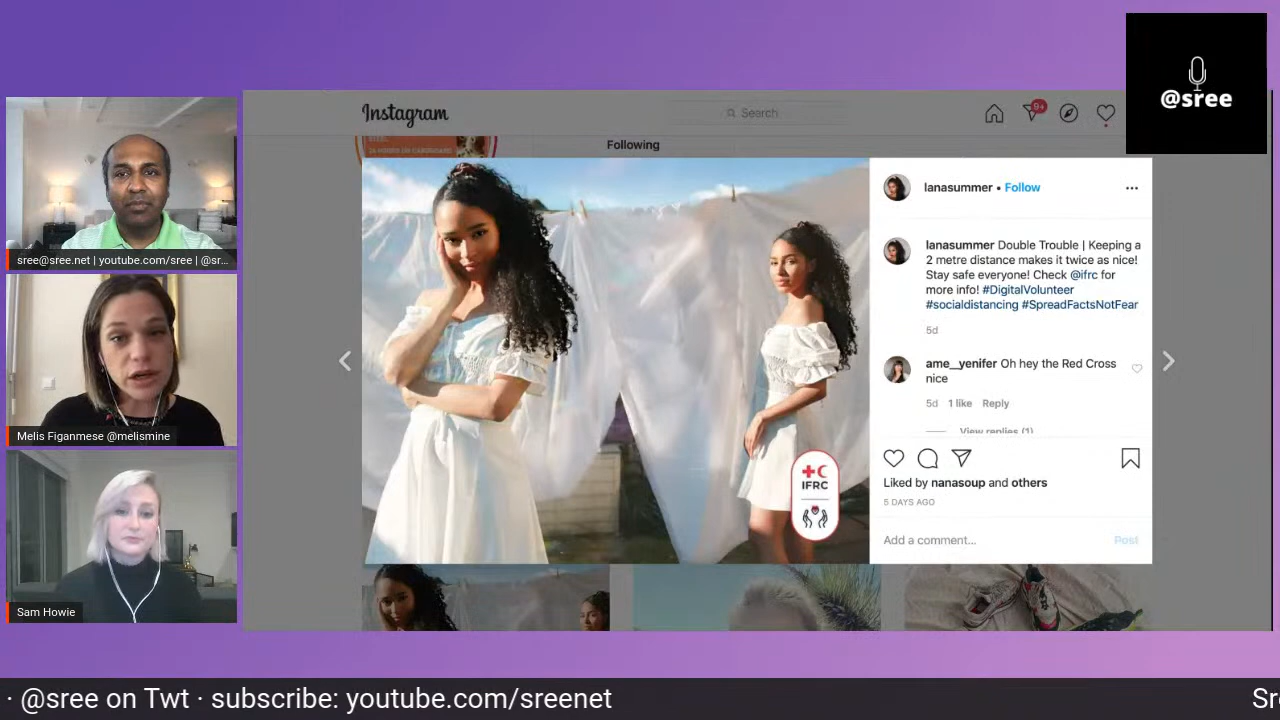 @sree
Instagram
Search
9+
Following
sree@sree.net | youtube.com/sree | @sr...
Melis Figanmese @melismine
Sam Howie
IFRC
lanasummer • Follow
lanasummer Double Trouble | Keeping a
2 metre distance makes it twice as nice!
Stay safe everyone! Check @ifrc for
more info! #DigitalVolunteer
#socialdistancing #SpreadFactsNotFear
5d
ame__yenifer Oh hey the Red Cross
nice
5d 1 like Reply
View replies (1)
Liked by nanasoup and others
5 DAYS AGO
Add a comment...
Post
· @sree on Twt · subscribe: youtube.com/sreenet
Sr